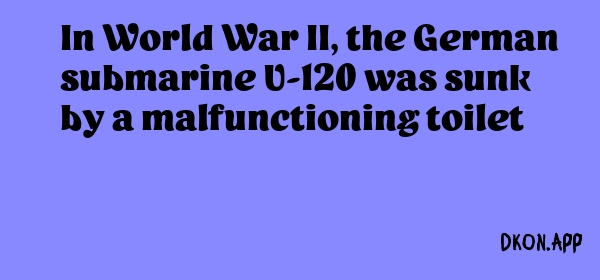 In World War II, the German
submarine U-120 was sunk
by a malfunctioning toilet
DKON.APP